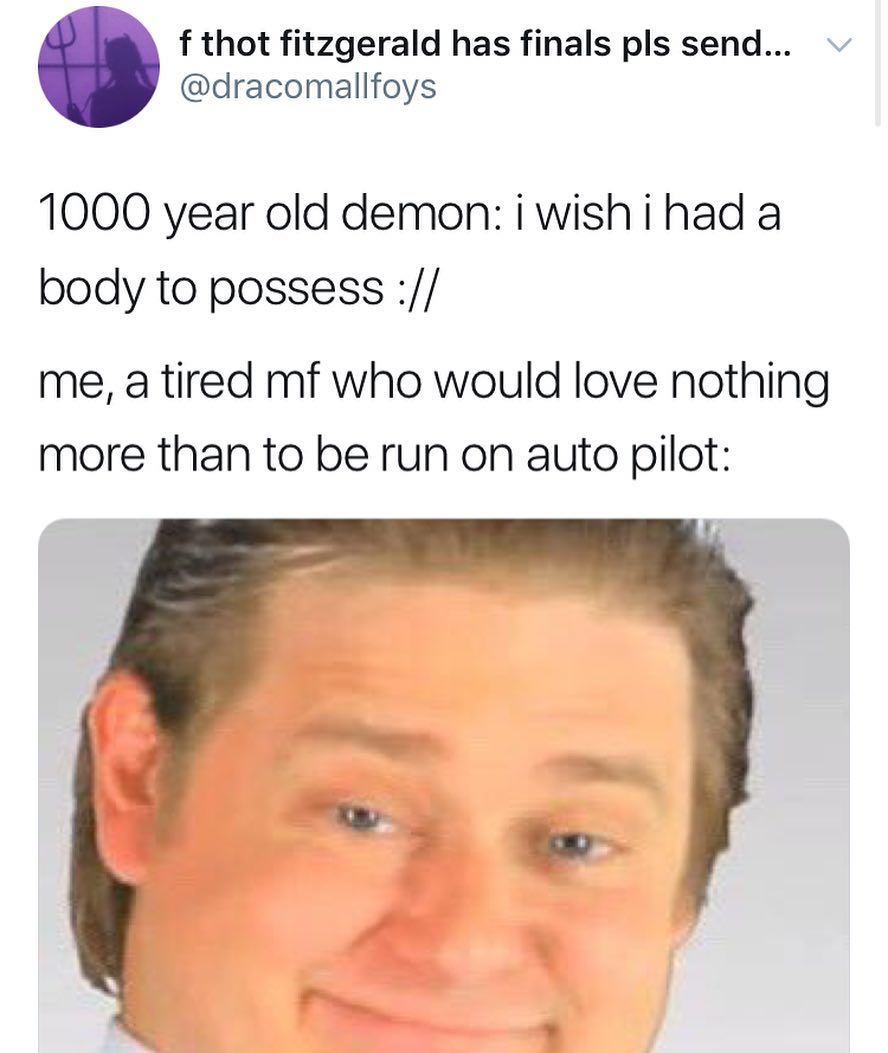 f thot fitzgerald has finals pls send...
@dracomallfoys
1000 year old demon: i wish i had a
body to possess ://
me, a tired mf who would love nothing
more than to be run on auto pilot: